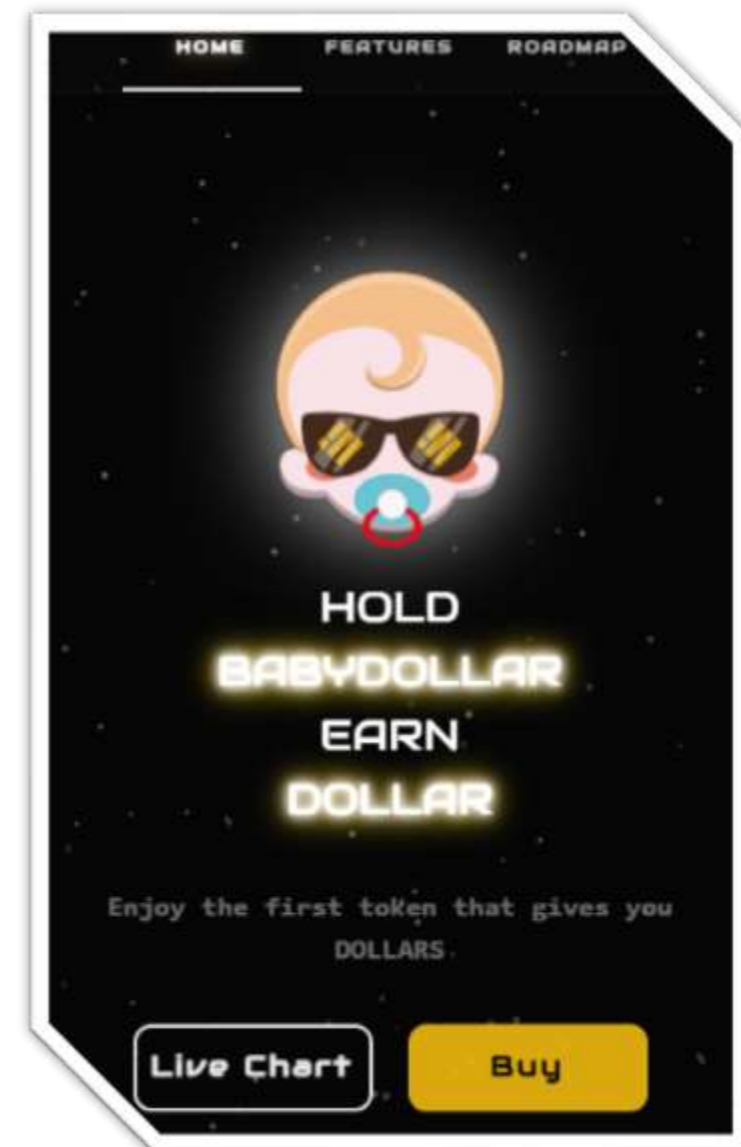 HOME FEATURES ROADMAP
HOLD
BABYDOLLAR
EARN
DOLLAR
Enjoy the first token that gives you
DOLLARS
Live Chart Buy